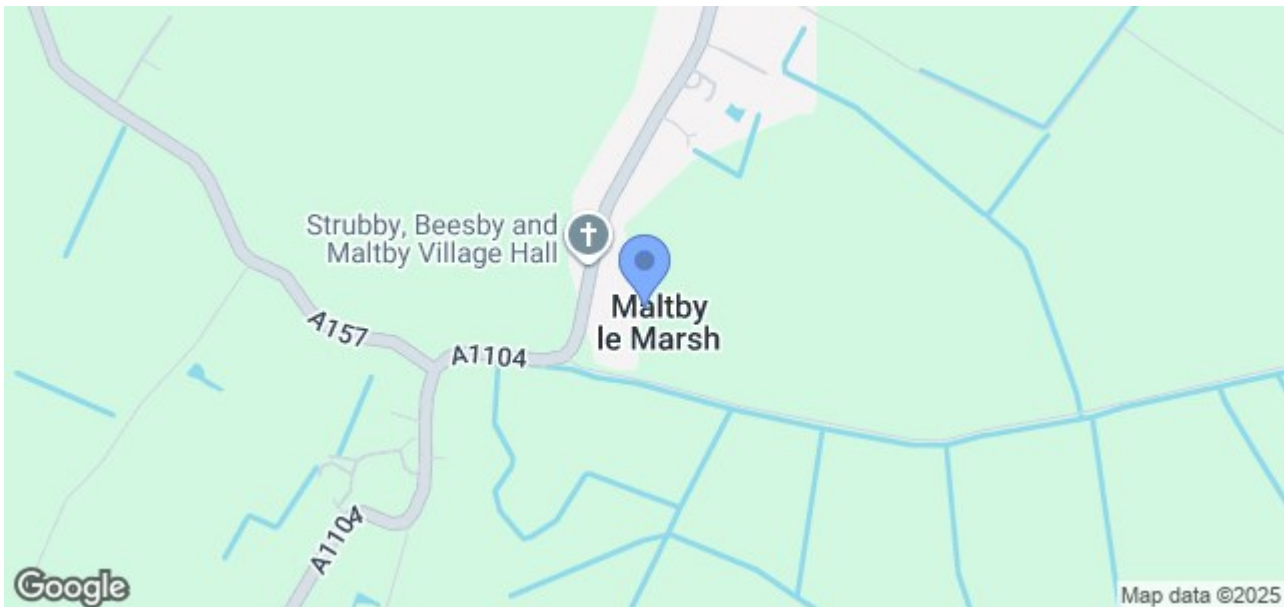 Strubby, Beesby and
Maltby Village Hall
Maltby
le Marsh
A157
A1104
A1104
Google
Map data ©2025